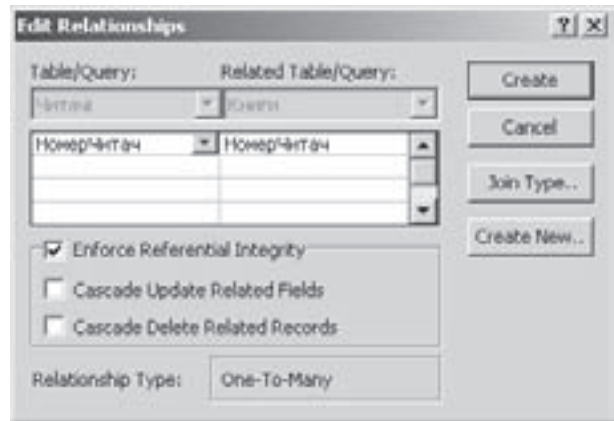 Edit Relationships
Table/Query: Related Table/Query:
Create
Книги
НомерЧитач НомерЧитач
Cancel
Join Type..
Create New..
Enforce Referential Integrity
Cascade Update Related Fields
Cascade Delete Related Records
Relationship Type: One-To-Many